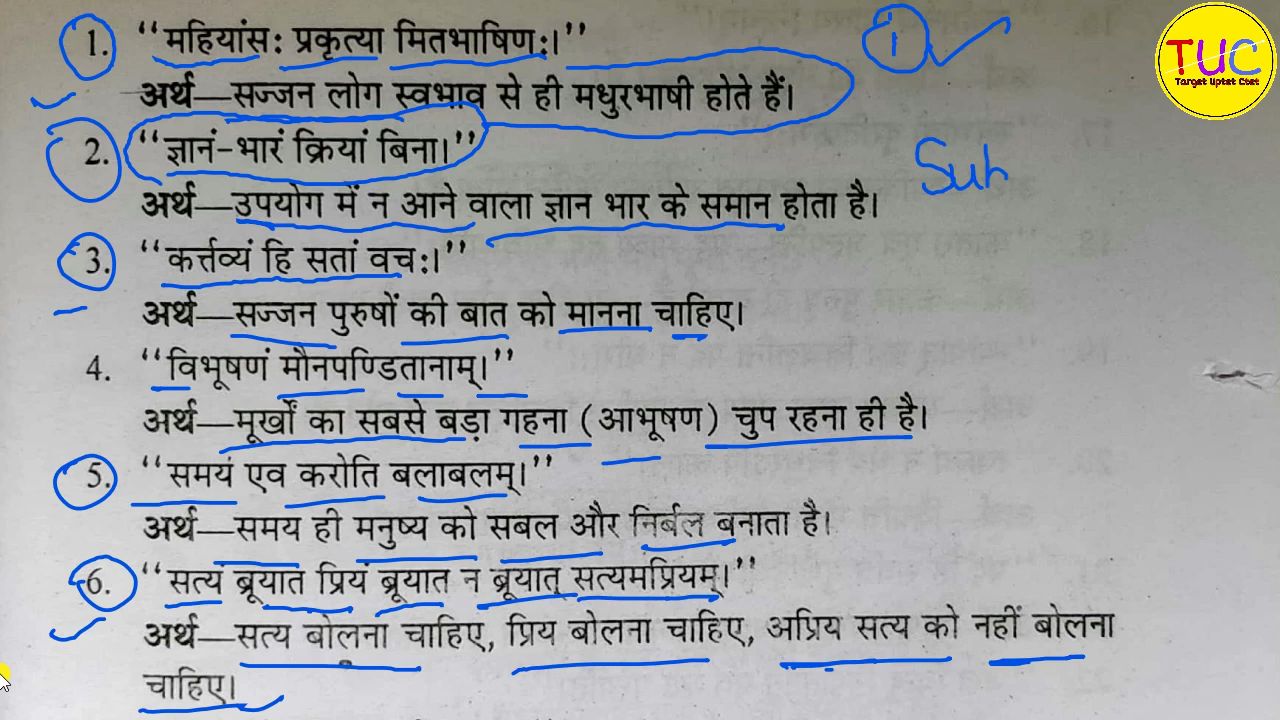 1. ‘‘महियांस: प्रकृत्या मितभाषिण:।’’
अर्थ—सज्जन लोग स्वभाव से ही मधुरभाषी होते हैं।
2. ‘‘ज्ञानं-भारं क्रियां बिना।’’
अर्थ—उपयोग में न आने वाला ज्ञान भार के समान होता है।
3. ‘‘कर्त्तव्यं हि सतां वच:।’’
अर्थ—सज्जन पुरुषों की बात को मानना चाहिए।
4. ‘‘विभूषणं मौनपण्डितानाम्।’’
अर्थ—मूर्खों का सबसे बड़ा गहना (आभूषण) चुप रहना ही है।
5. ‘‘समयं एव करोति बलाबलम्।’’
अर्थ—समय ही मनुष्य को सबल और निर्बल बनाता है।
6. ‘‘सत्यं ब्रूयात प्रियं ब्रूयात न ब्रूयात् सत्यमप्रियम्।’’
अर्थ—सत्य बोलना चाहिए, प्रिय बोलना चाहिए, अप्रिय सत्य को नहीं बोलना
चाहिए।
i
Sub
TUC
Target Uptet Ctet